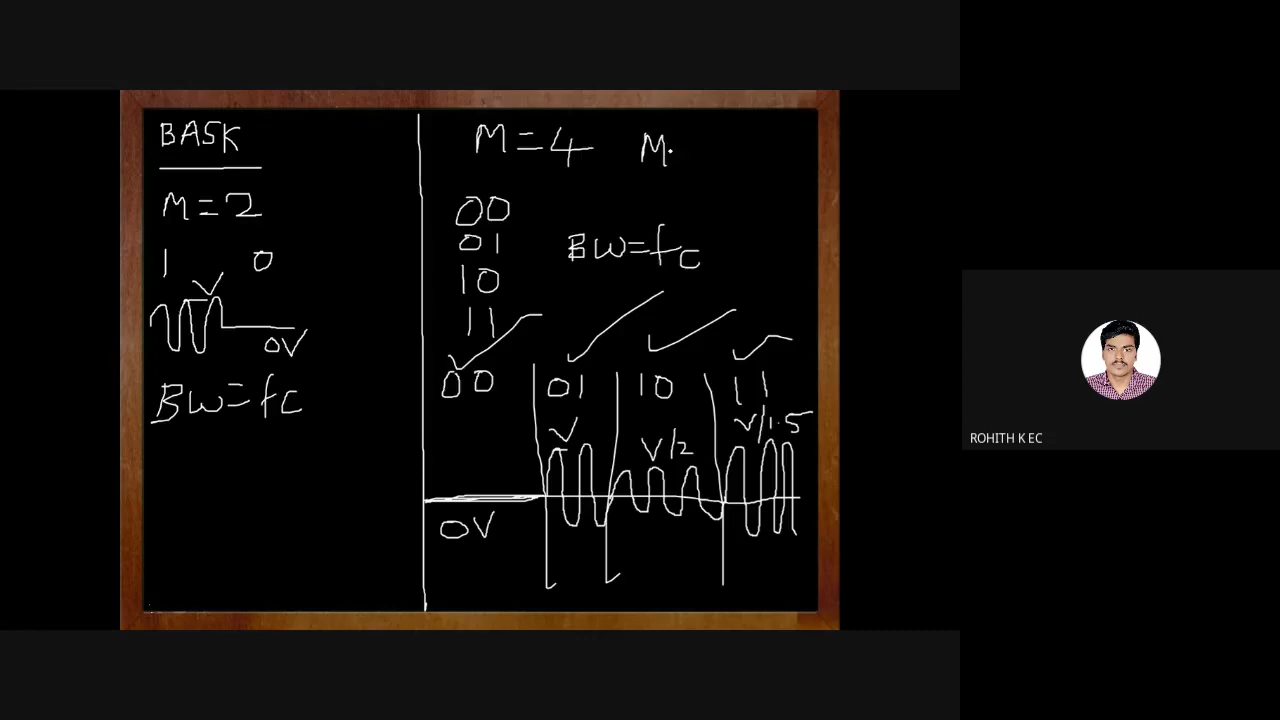 BASK
M=2
1 0
V
0V
BW=fc
M=4 M.
00
01
10
11
BW=fc
00 01 10 11
V V/2 V/1.5
0V
ROHITH K EC